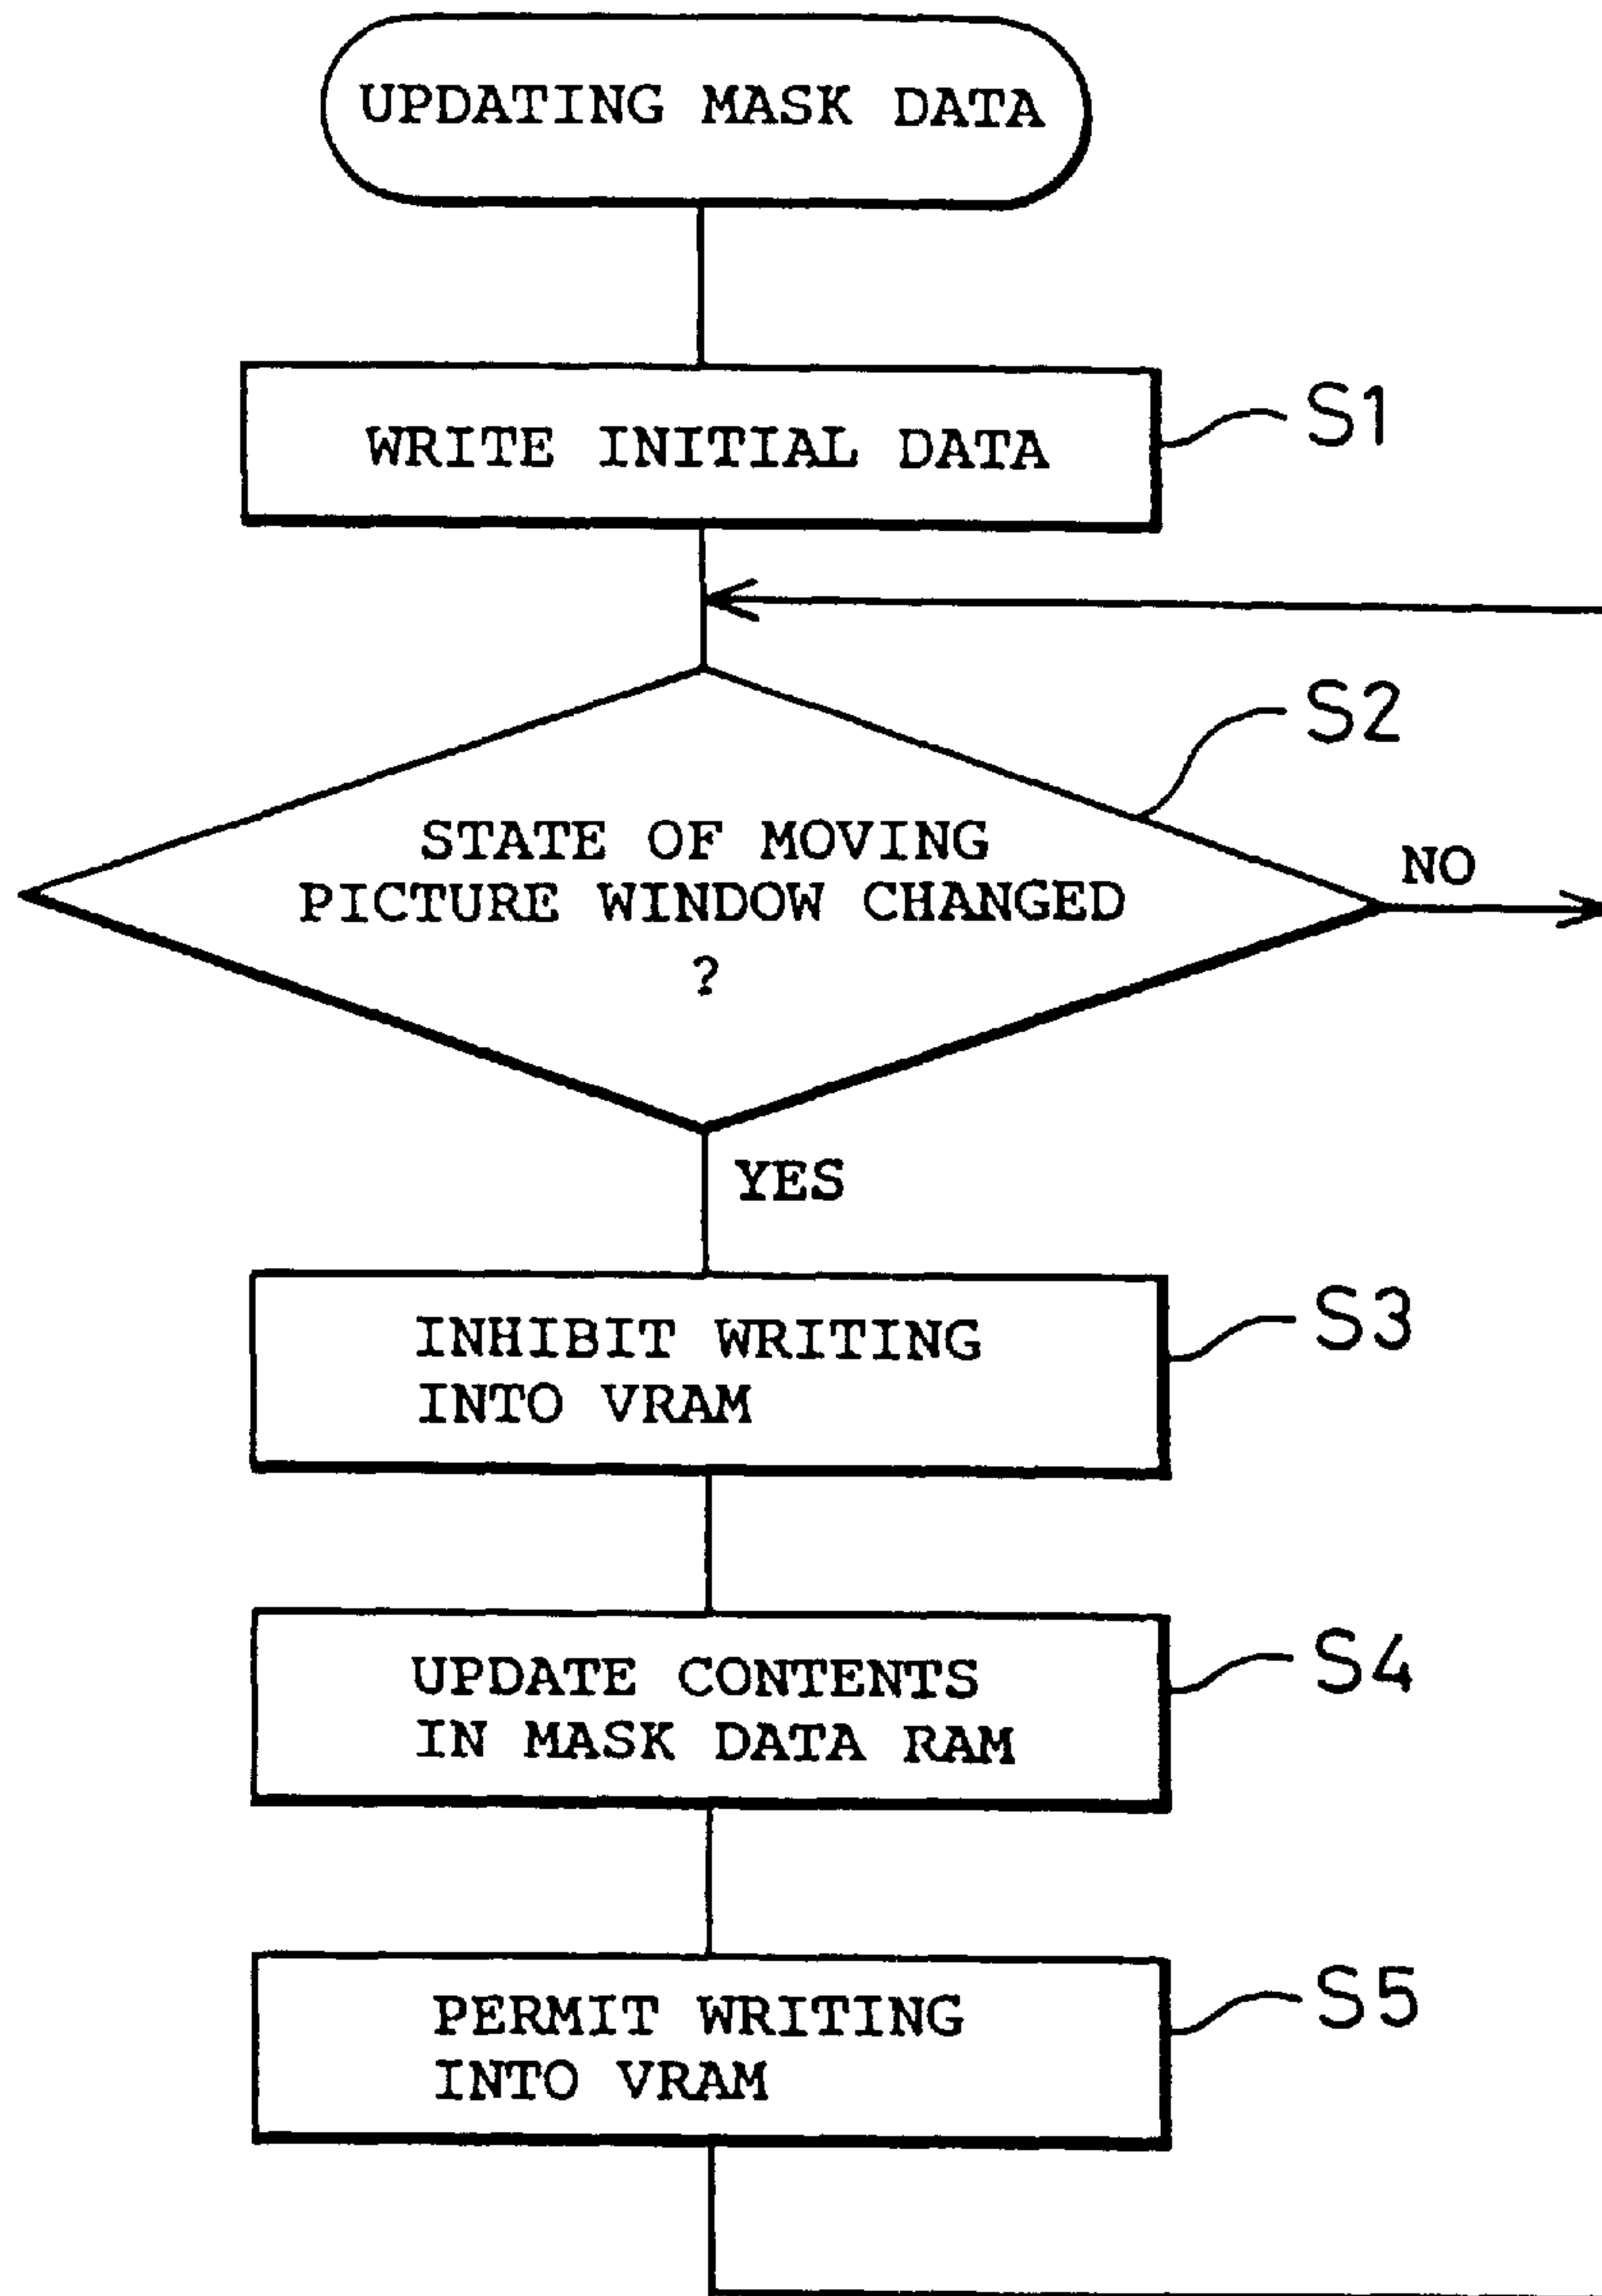 UPDATING MASK DATA
WRITE INITIAL DATA
S1
S2
STATE OF MOVING
PICTURE WINDOW CHANGED
?
NO
YES
INHIBIT WRITING
INTO VRAM
S3
UPDATE CONTENTS
IN MASK DATA RAM
S4
PERMIT WRITING
INTO VRAM
S5